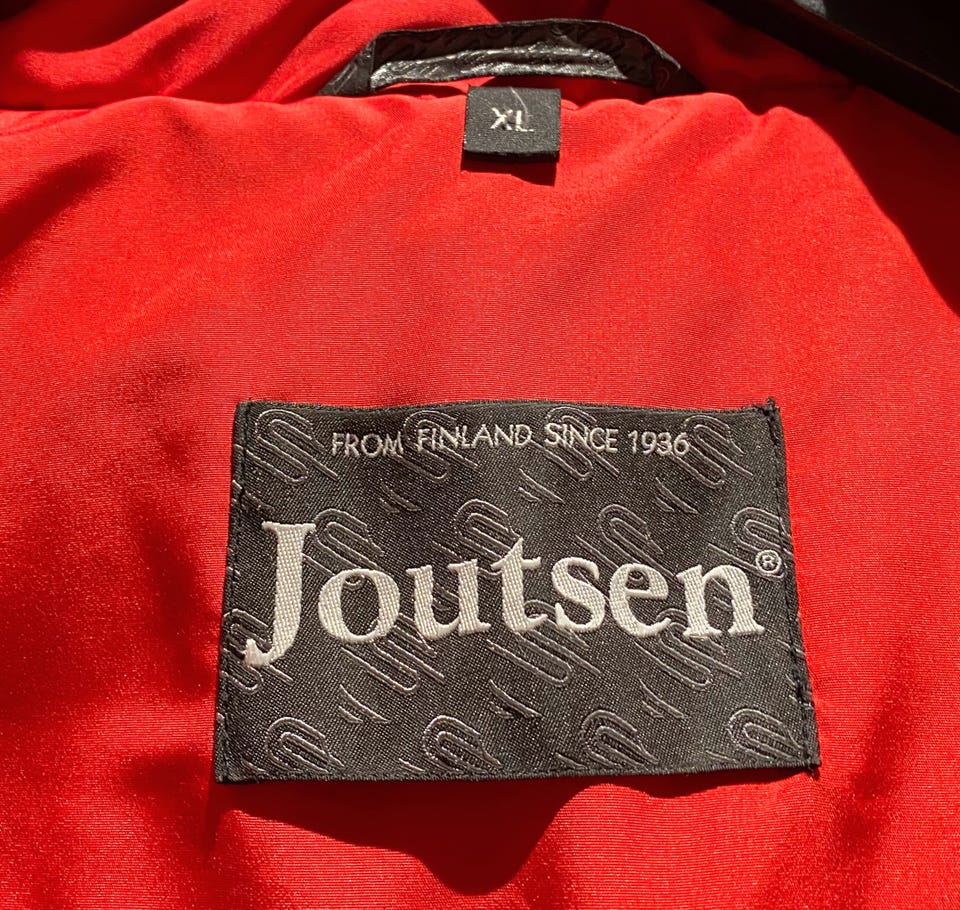 XL
FROM FINLAND SINCE 1936
Joutsen®